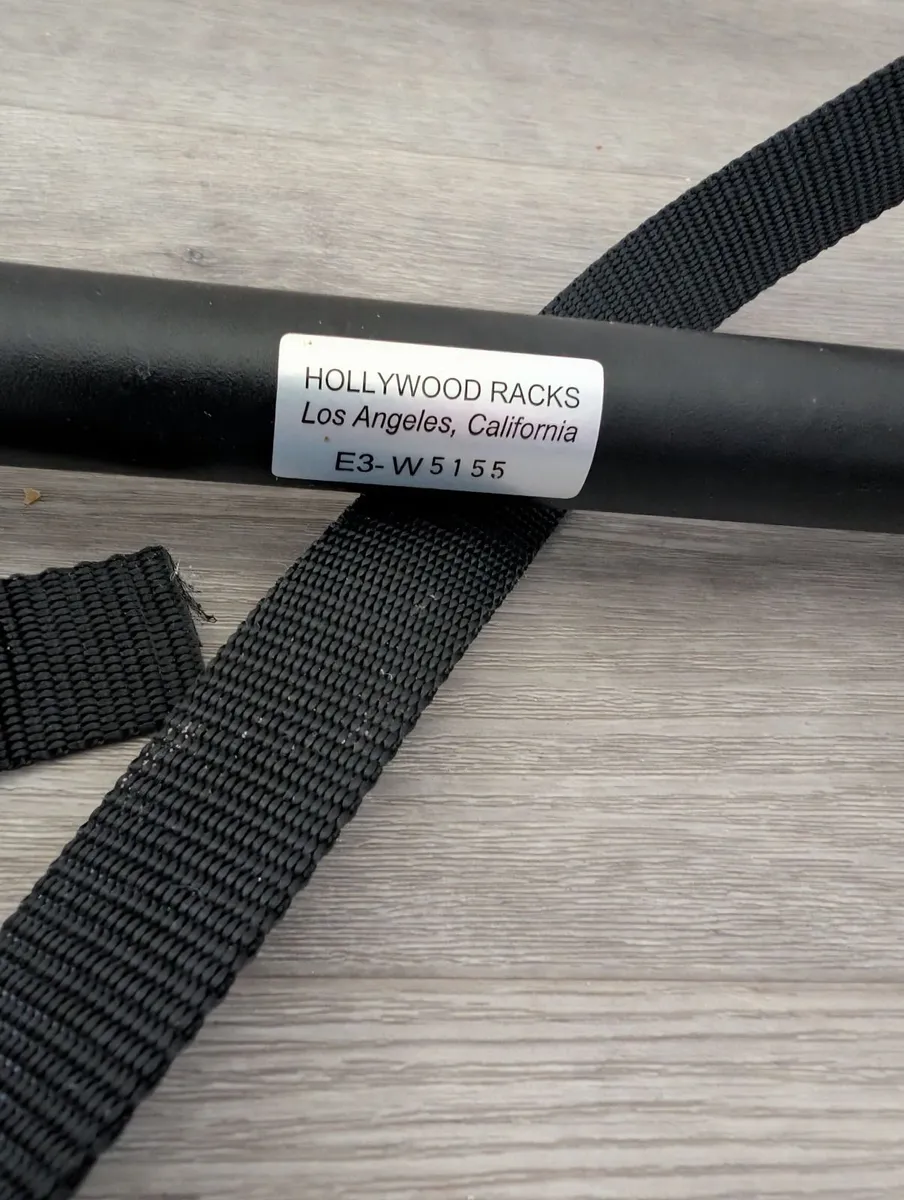 HOLLYWOOD RACKS
Los Angeles, California
E3-W5155